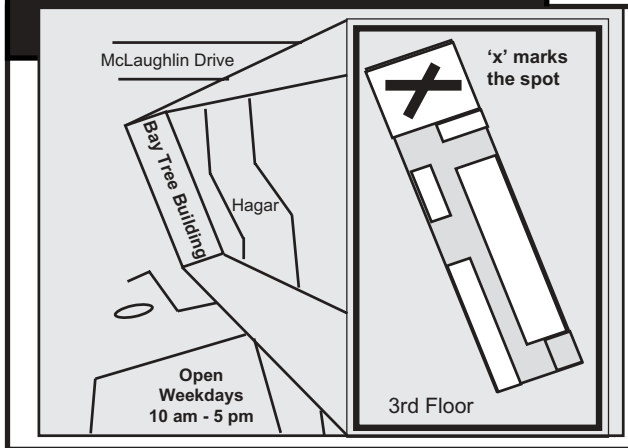 McLaughlin Drive
Bay Tree Building
Hagar
Open
Weekdays
10 am - 5 pm
‘x’ marks
the spot
3rd Floor